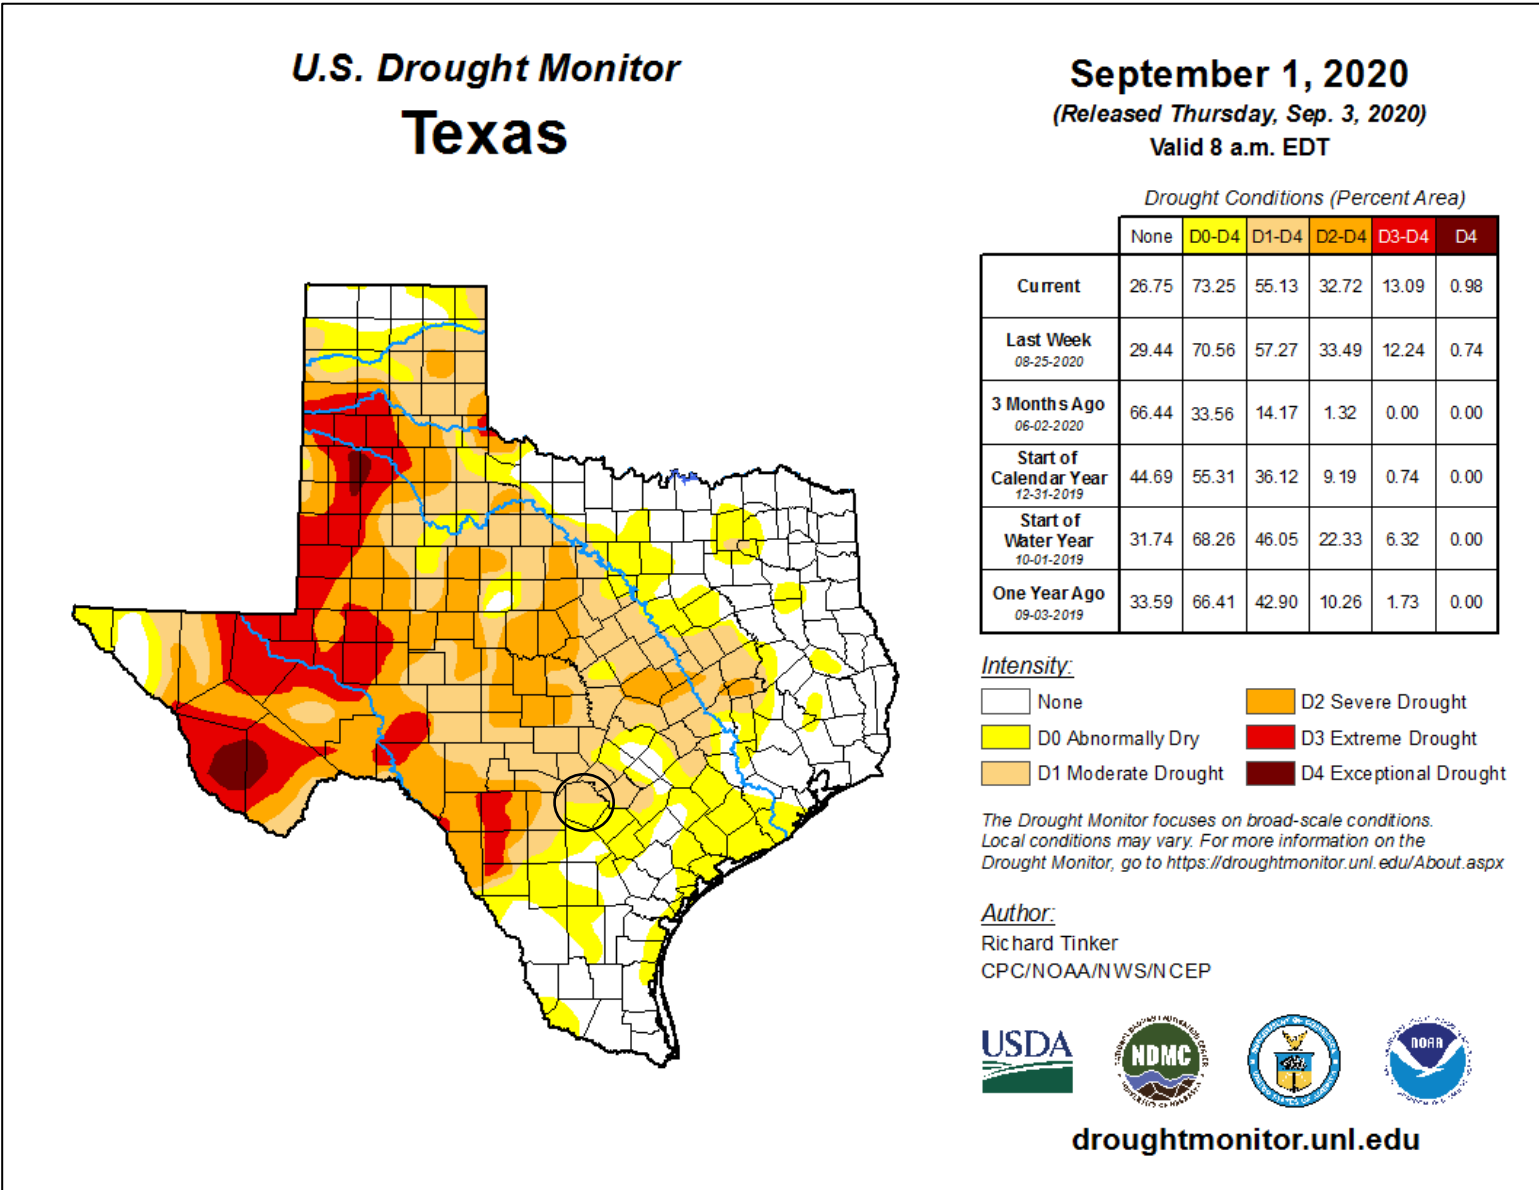 U.S. Drought Monitor
Texas
September 1, 2020
(Released Thursday, Sep. 3, 2020)
Valid 8 a.m. EDT
Drought Conditions (Percent Area)
None D0-D4 D1-D4 D2-D4 D3-D4 D4
Current 26.75 73.25 55.13 32.72 13.09 0.98
Last Week
08-25-2020 29.44 70.56 57.27 33.49 12.24 0.74
3 Months Ago
06-02-2020 66.44 33.56 14.17 1.32 0.00 0.00
Start of
Calendar Year
12-31-2019 44.69 55.31 36.12 9.19 0.74 0.00
Start of
Water Year
10-01-2019 31.74 68.26 46.05 22.33 6.32 0.00
One Year Ago
09-03-2019 33.59 66.41 42.90 10.26 1.73 0.00
Intensity:
None
D0 Abnormally Dry
D1 Moderate Drought
D2 Severe Drought
D3 Extreme Drought
D4 Exceptional Drought
The Drought Monitor focuses on broad-scale conditions.
Local conditions may vary. For more information on the
Drought Monitor, go to https://droughtmonitor.unl.edu/About.aspx
Author:
Richard Tinker
CPC/NOAA/NWS/NCEP
USDA
NDMC
NOAA
droughtmonitor.unl.edu